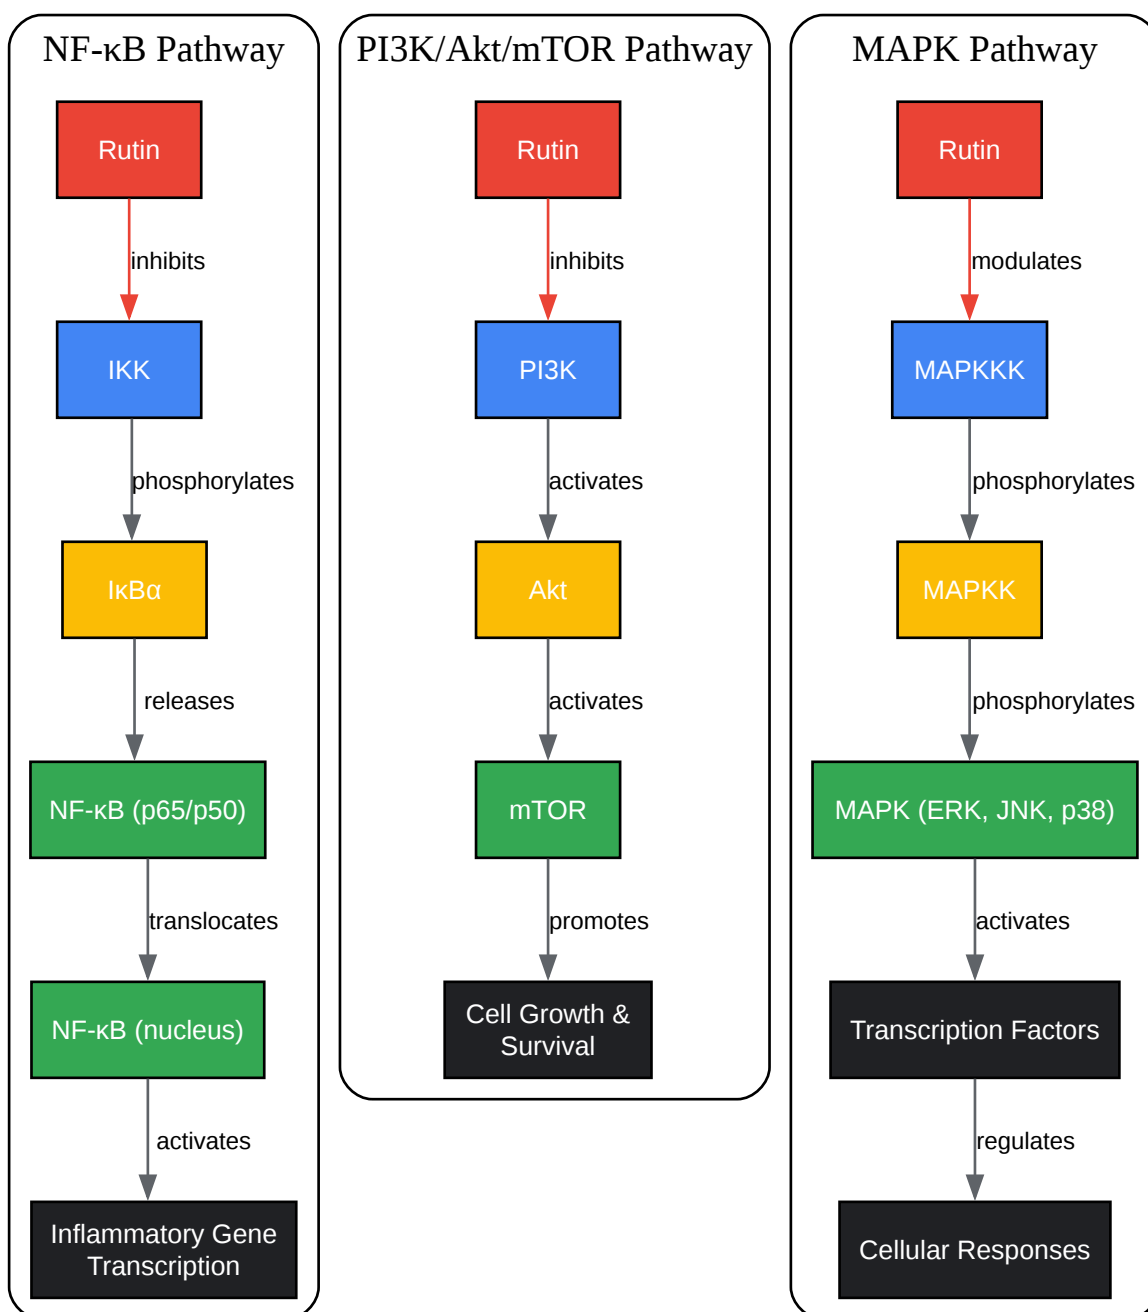 NF-κB Pathway
Rutin
inhibits
IKK
phosphorylates
IκBα
releases
NF-κB (p65/p50)
translocates
NF-κB (nucleus)
activates
Inflammatory Gene
Transcription
PI3K/Akt/mTOR Pathway
Rutin
inhibits
PI3K
activates
Akt
activates
mTOR
promotes
Cell Growth &
Survival
MAPK Pathway
Rutin
modulates
MAPKKK
phosphorylates
MAPKK
phosphorylates
MAPK (ERK, JNK, p38)
activates
Transcription Factors
regulates
Cellular Responses